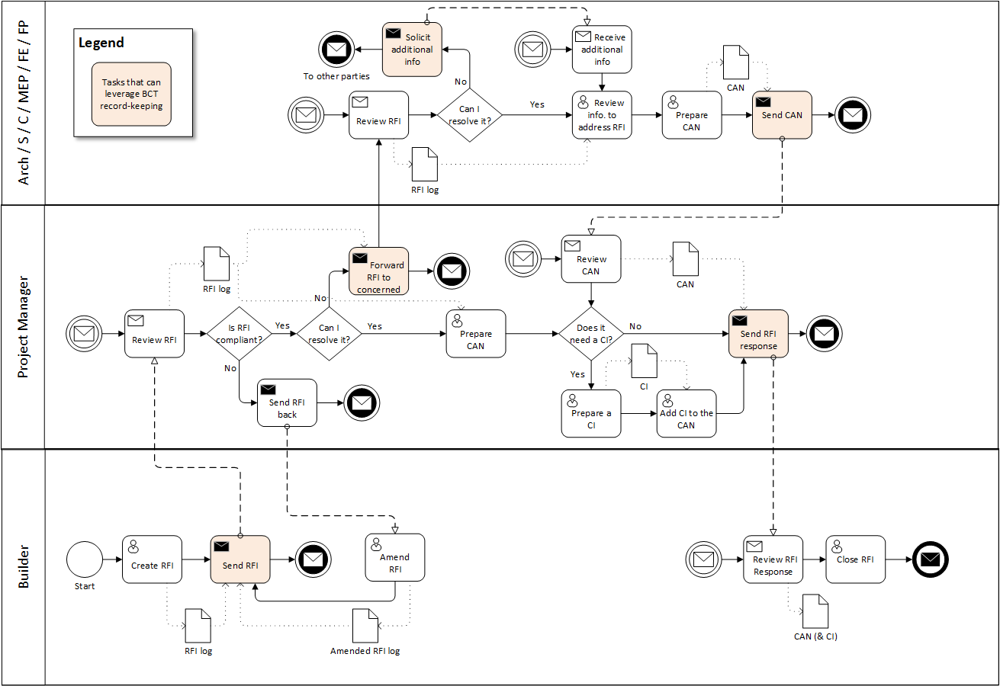 Arch / S / C / MEP / FE / FP
Legend
Tasks that can
leverage BCT
record-keeping
To other parties
Solicit
additional
info
Receive
additional
info
No
Review RFI
Can I
resolve it?
Yes
Review
info. to
address RFI
Prepare
CAN
CAN
Send CAN
RFI log
Project Manager
RFI log
Forward
RFI to
concerned
Review
CAN
CAN
No
Review RFI
Is RFI
compliant?
Yes
Can I
resolve it?
Yes
Prepare
CAN
Does it
need a CI?
No
Send RFI
response
No
Send RFI
back
Yes
CI
Prepare a
CI
Add CI to the
CAN
Builder
Start
Create RFI
Send RFI
Amend
RFI
RFI log
Amended RFI log
Review RFI
Response
Close RFI
CAN (& CI)